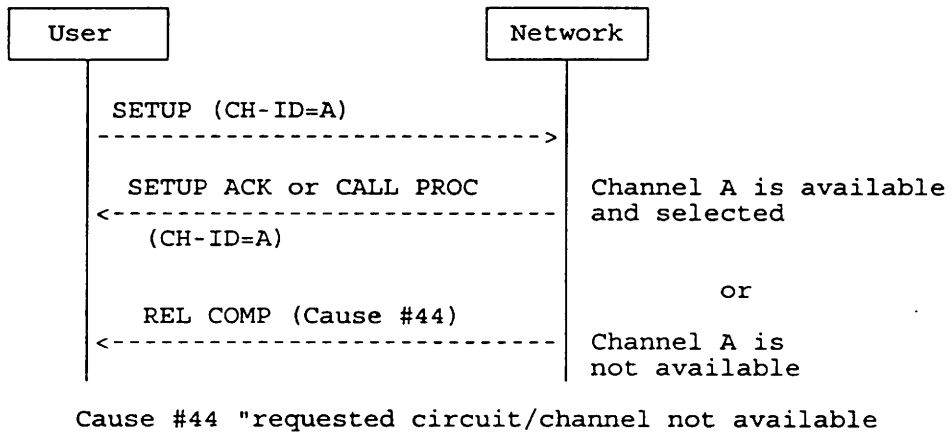 User
Network
SETUP (CH-ID=A)
SETUP ACK or CALL PROC
Channel A is available
and selected
(CH-ID=A)
or
REL COMP (Cause #44)
Channel A is
not available
Cause #44 "requested circuit/channel not available